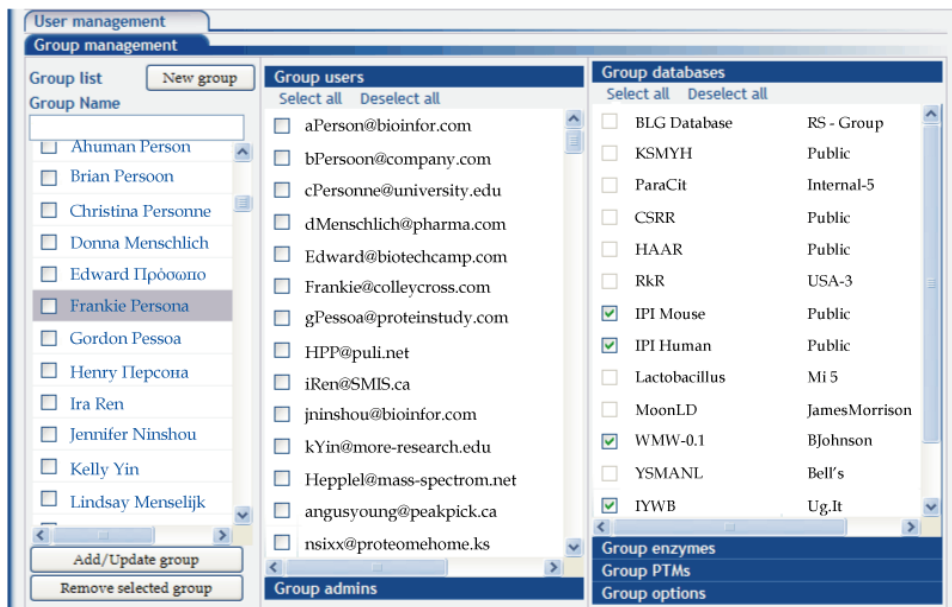 User management
Group management
Group list
New group
Group Name
Ahuman Person
Brian Persoon
Christina Personne
Donna Menschlich
Edward Πρόσωπο
Frankie Persona
Gordon Pessoa
Henry Персона
Ira Ren
Jennifer Ninshou
Kelly Yin
Lindsay Menselijk
Add/Update group
Remove selected group
Group users
Select all Deselect all
aPerson@bioinfor.com
bPersoon@company.com
cPersonne@university.edu
dMenschlich@pharma.com
Edward@biotechcamp.com
Frankie@colleycross.com
gPessoa@proteinstudy.com
HPP@puli.net
iRen@SMIS.ca
jninshou@bioinfor.com
kYin@more-research.edu
Hepplel@mass-spectrom.net
angusyoung@peakpick.ca
nsixx@proteomehome.ks
Group admins
Group databases
Select all Deselect all
BLG Database RS - Group
KSMYH Public
ParaCit Internal-5
CSRR Public
HAAR Public
RkR USA-3
IPI Mouse Public
IPI Human Public
Lactobacillus Mi 5
MoonLD JamesMorrison
WMW-0.1 BJohnson
YSMANL Bell's
IYWB Ug.It
Group enzymes
Group PTMs
Group options